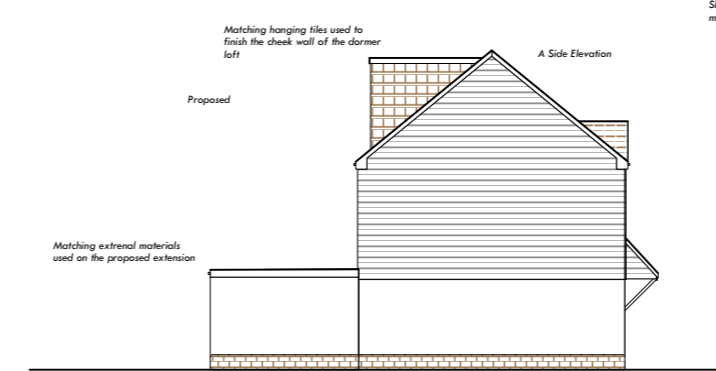 Matching hanging tiles used to
finish the cheek wall of the dormer
loft
A Side Elevation
Proposed
Matching extrenal materials
used on the proposed extension